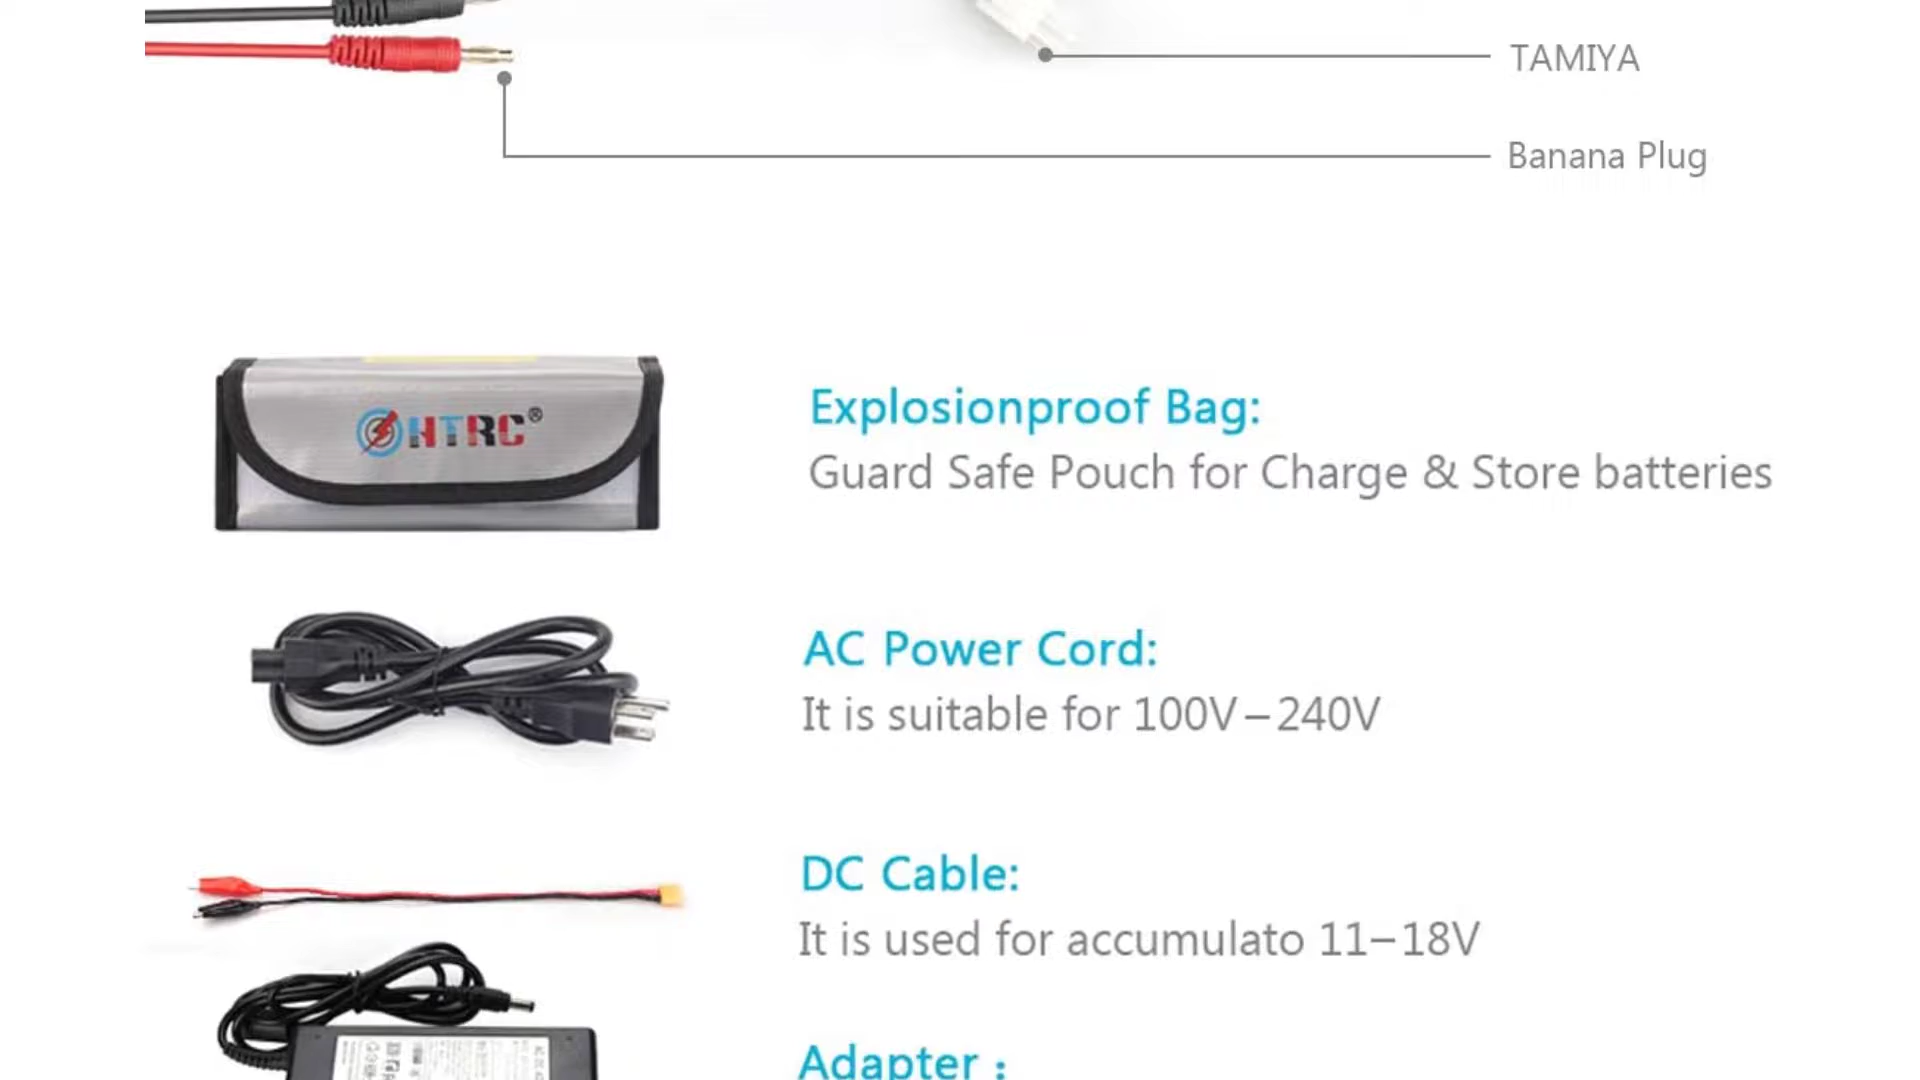 TAMIYA
Banana Plug
HTRC®
Explosionproof Bag:
Guard Safe Pouch for Charge & Store batteries
AC Power Cord:
It is suitable for 100V–240V
DC Cable:
It is used for accumulato 11–18V
Adapter :